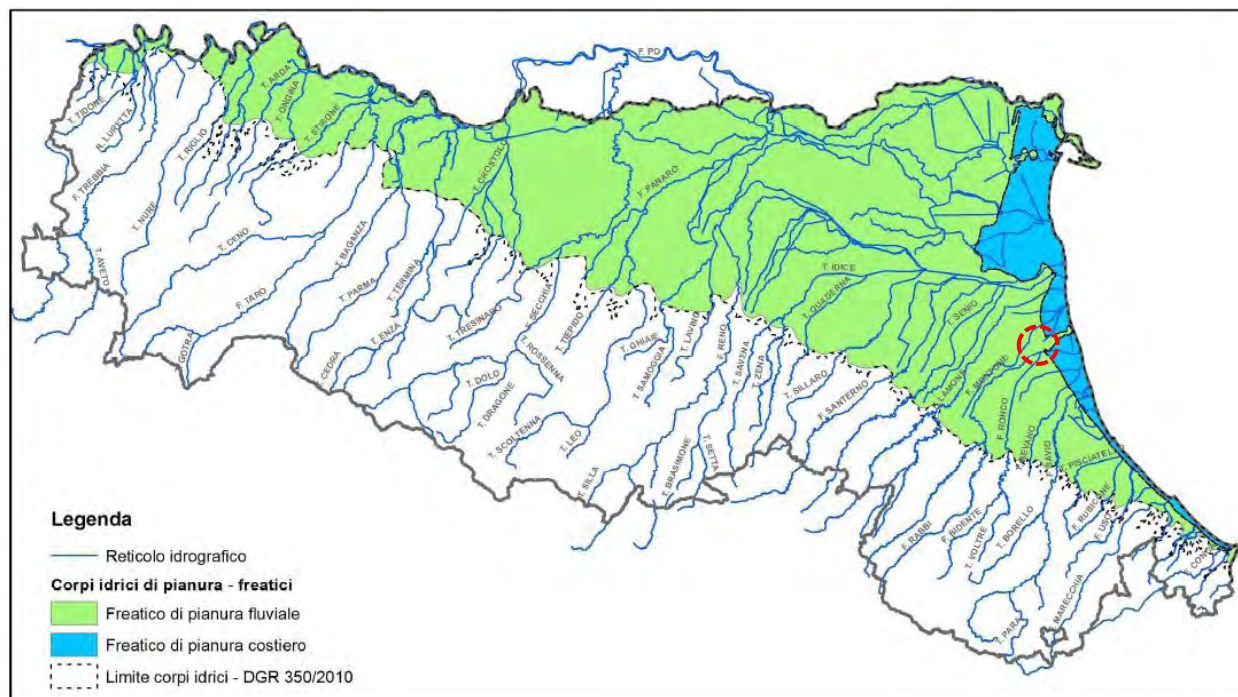 F. PO
T. ARDA
T. ONGINA
T. STIRONE
T. TIDONE
R. LURETTA
T. RIGLIO
F. TREBBIA
T. NURE
T. CROSTOLO
F. PANARO
T. CENO
T. BAGANZA
T. AVETO
F. TARO
T. PARMA
T. TERMINA
T. IDICE
T. QUADERNA
T. SENIO
T. ENZA
T. TRESINARO
F. SECCHIA
T. TIEPIDO
T. GHIAIE
T. LAVINO
F. RENO
T. SAVENA
T. ZENA
GOTRA
CEDRA
T. ROSSENNA
T. SAMOGGIA
T. SILLARO
F. SANTERNO
LAMONE
F. MONTONE
T. DOLO
T. DRAGONE
T. SCOLTENNA
T. LEO
F. RONCO
T. BEVANO
F. SAVIO
T. PISCIATELLO
T. SILLA
T. BRASIMONE
T. SETTA
F. RABBI
F. BIDENTE
T. VOLTRE
T. BORELLO
F. RUBICONE
F. USO
F. CONCA
T. PARA
F. MARECCHIA
Legenda
Reticolo idrografico
Corpi idrici di pianura - freatici
Freatico di pianura fluviale
Freatico di pianura costiero
Limite corpi idrici - DGR 350/2010